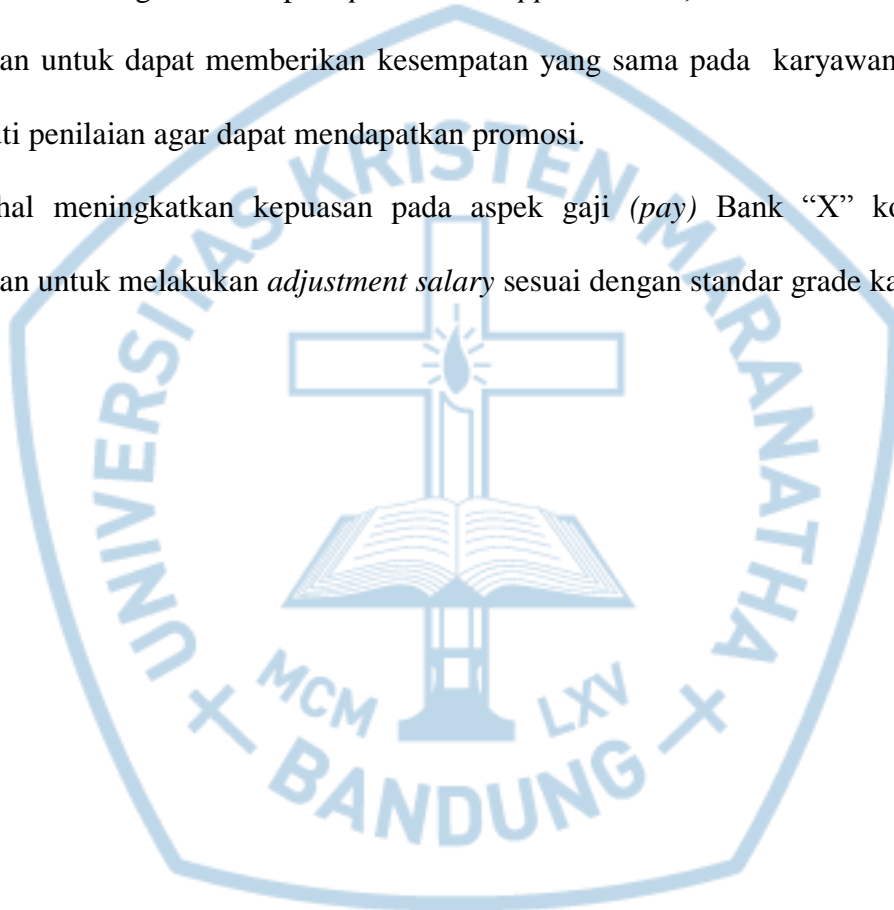 an untuk dapat memberikan kesempatan yang sama pada karyawan
uti penilaian agar dapat mendapatkan promosi.
hal meningkatkan kepuasan pada aspek gaji (pay) Bank “X” ko
an untuk melakukan adjustment salary sesuai dengan standar grade ka
UNIVERSITAS KRISTEN MARANATHA
MCM LXV
BANDUNG